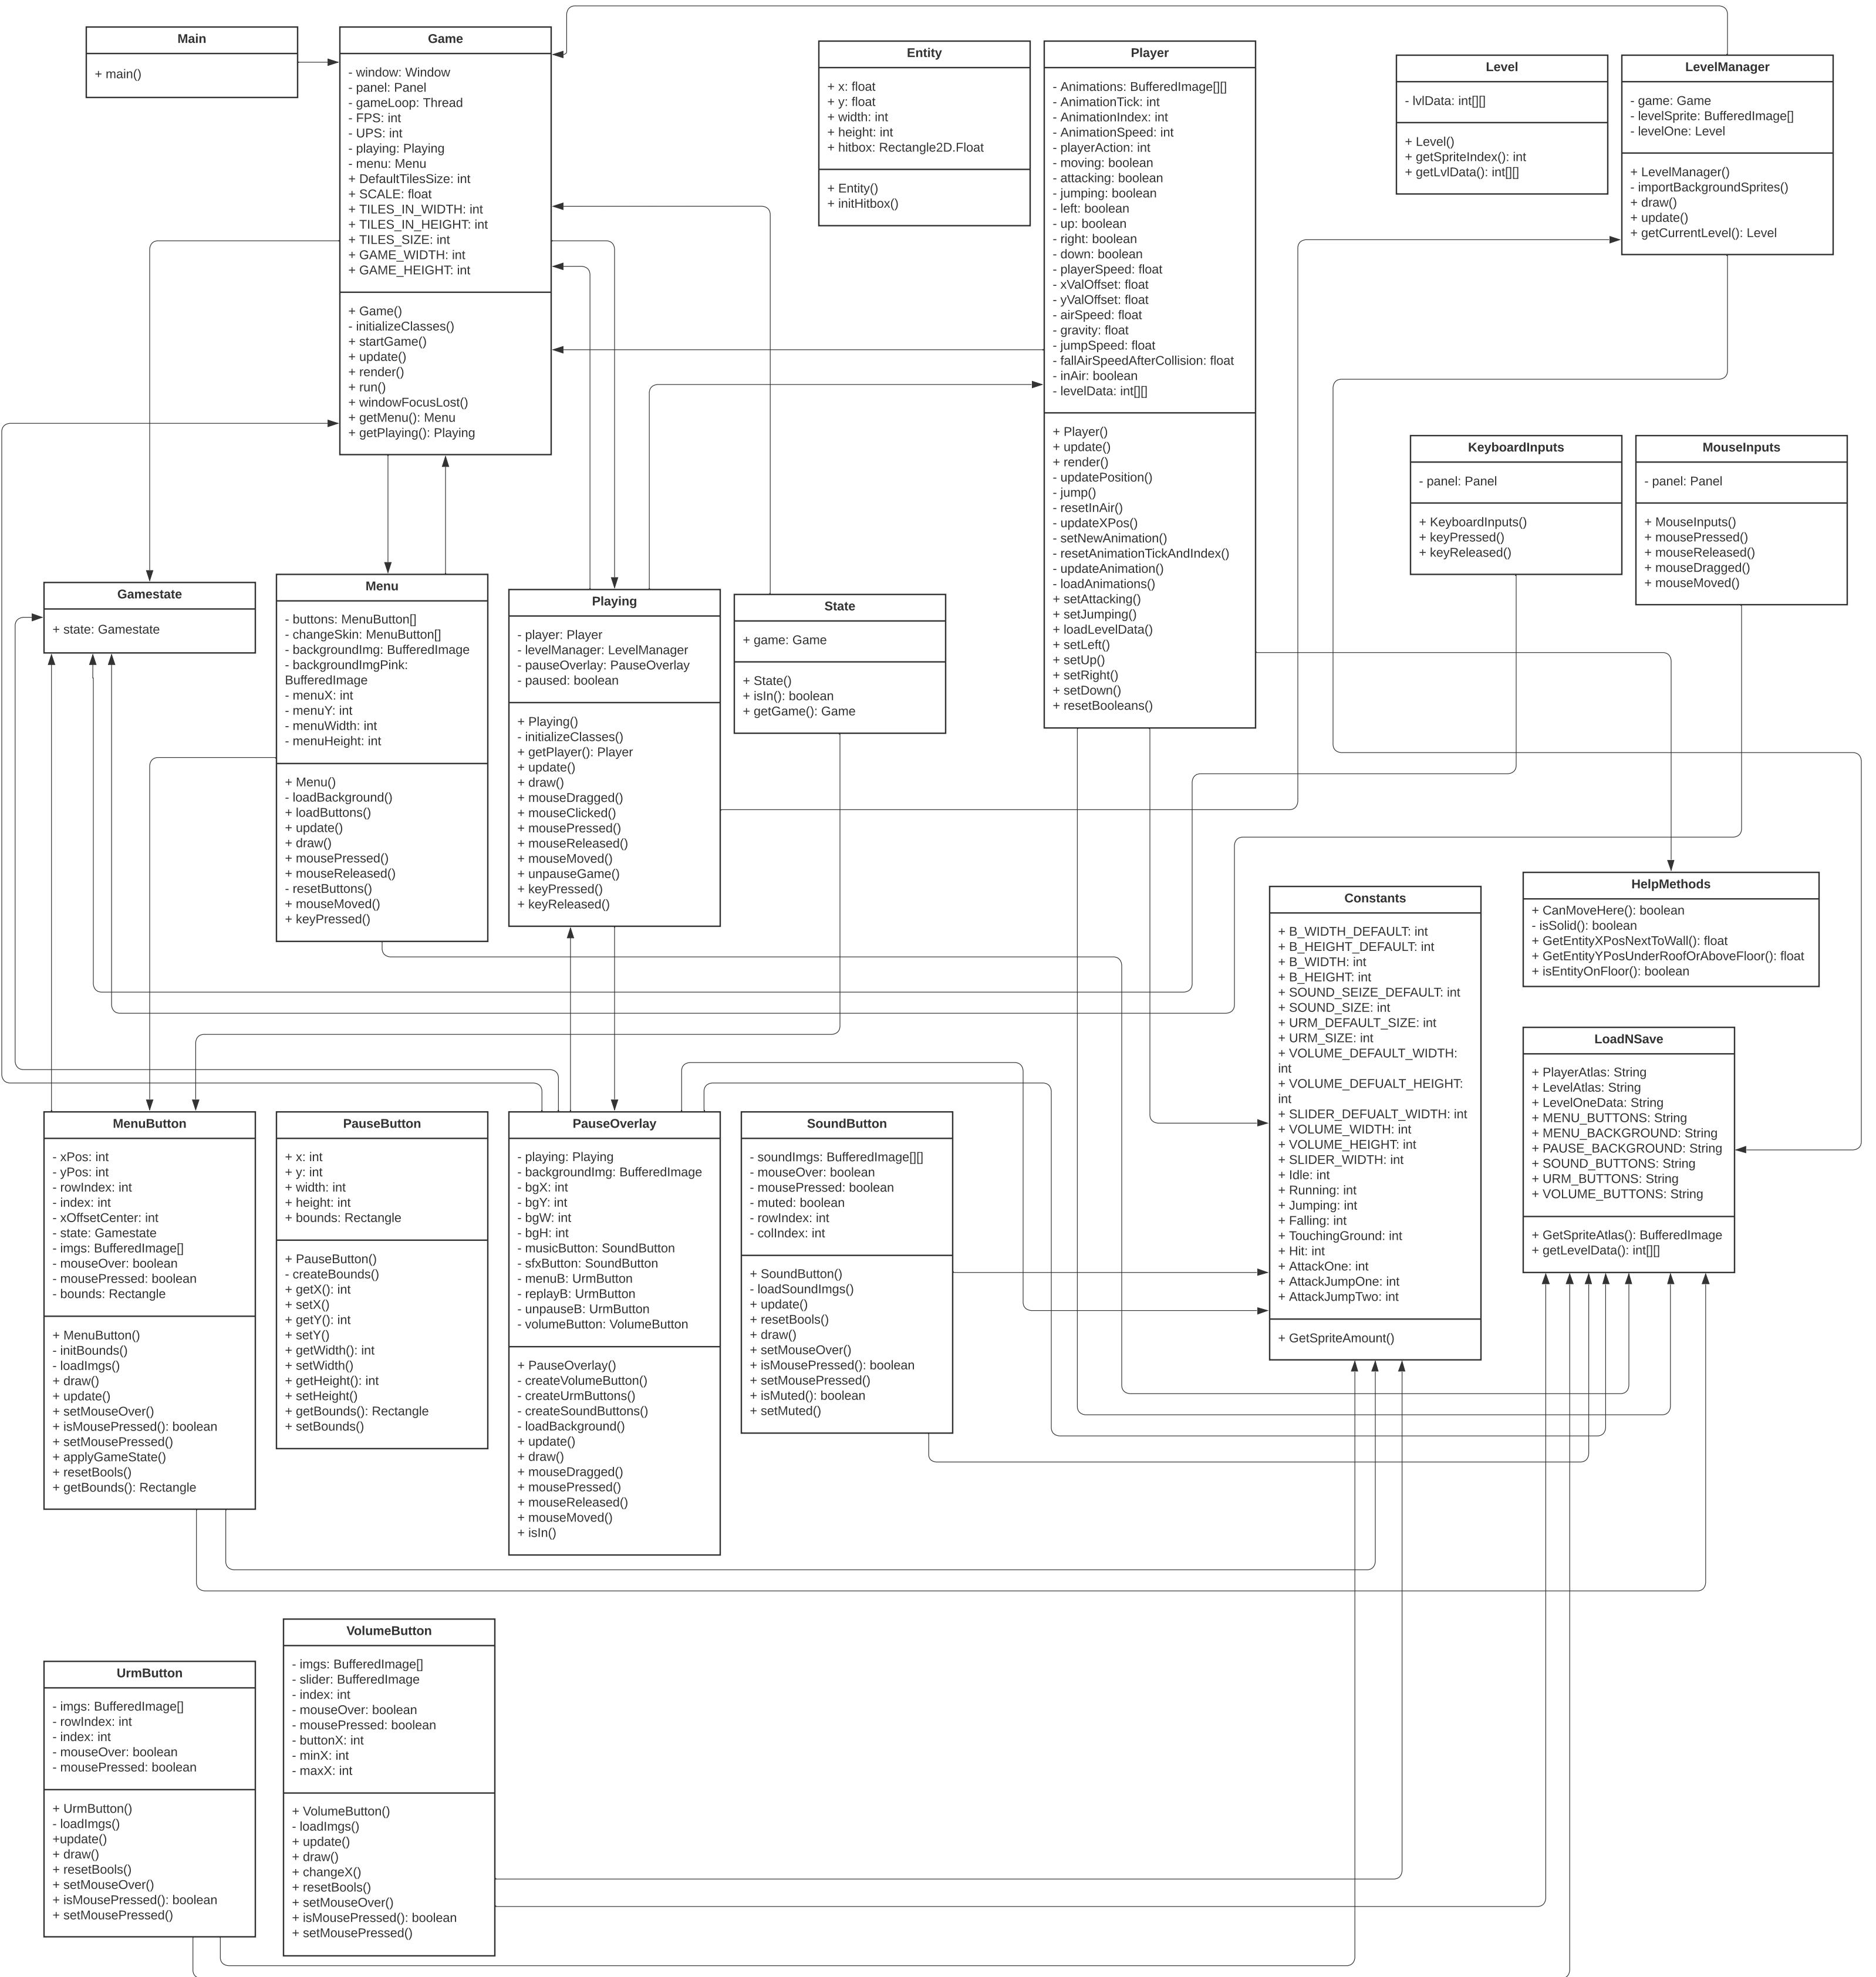 Main
+ main()
Game
- window: Window
- panel: Panel
- gameLoop: Thread
- FPS: int
- UPS: int
- playing: Playing
- menu: Menu
+ DefaultTilesSize: int
+ SCALE: float
+ TILES_IN_WIDTH: int
+ TILES_IN_HEIGHT: int
+ TILES_SIZE: int
+ GAME_WIDTH: int
+ GAME_HEIGHT: int
+ Game()
- initializeClasses()
+ startGame()
+ update()
+ render()
+ run()
+ windowFocusLost()
+ getMenu(): Menu
+ getPlaying(): Playing
Entity
+ x: float
+ y: float
+ width: int
+ height: int
+ hitbox: Rectangle2D.Float
+ Entity()
+ initHitbox()
Player
- Animations: BufferedImage[][]
- AnimationTick: int
- AnimationIndex: int
- AnimationSpeed: int
- playerAction: int
- moving: boolean
- attacking: boolean
- jumping: boolean
- left: boolean
- up: boolean
- right: boolean
- down: boolean
- playerSpeed: float
- xValOffset: float
- yValOffset: float
- airSpeed: float
- gravity: float
- jumpSpeed: float
- fallAirSpeedAfterCollision: float
- inAir: boolean
- levelData: int[][]
+ Player()
+ update()
+ render()
- updatePosition()
- jump()
- resetInAir()
- updateXPos()
- setNewAnimation()
- resetAnimationTickAndIndex()
- updateAnimation()
- loadAnimations()
+ setAttacking()
+ setJumping()
+ loadLevelData()
+ setLeft()
+ setUp()
+ setRight()
+ setDown()
+ resetBooleans()
Level
- lvlData: int[][]
+ Level()
+ getSpriteIndex(): int
+ getLvlData(): int[][]
LevelManager
- game: Game
- levelSprite: BufferedImage[]
- levelOne: Level
+ LevelManager()
- importBackgroundSprites()
+ draw()
+ update()
+ getCurrentLevel(): Level
KeyboardInputs
- panel: Panel
+ KeyboardInputs()
+ keyPressed()
+ keyReleased()
MouseInputs
- panel: Panel
+ MouseInputs()
+ mousePressed()
+ mouseReleased()
+ mouseDragged()
+ mouseMoved()
Gamestate
+ state: Gamestate
Menu
- buttons: MenuButton[]
- changeSkin: MenuButton[]
- backgroundImg: BufferedImage
- backgroundImgPink:
BufferedImage
- menuX: int
- menuY: int
- menuWidth: int
- menuHeight: int
+ Menu()
- loadBackground()
+ loadButtons()
+ update()
+ draw()
+ mousePressed()
+ mouseReleased()
- resetButtons()
+ mouseMoved()
+ keyPressed()
Playing
- player: Player
- levelManager: LevelManager
- pauseOverlay: PauseOverlay
- paused: boolean
+ Playing()
- initializeClasses()
+ getPlayer(): Player
+ update()
+ draw()
+ mouseDragged()
+ mouseClicked()
+ mousePressed()
+ mouseReleased()
+ mouseMoved()
+ unpauseGame()
+ keyPressed()
+ keyReleased()
State
+ game: Game
+ State()
+ isIn(): boolean
+ getGame(): Game
Constants
+ B_WIDTH_DEFAULT: int
+ B_HEIGHT_DEFAULT: int
+ B_WIDTH: int
+ B_HEIGHT: int
+ SOUND_SEIZE_DEFAULT: int
+ SOUND_SIZE: int
+ URM_DEFAULT_SIZE: int
+ URM_SIZE: int
+ VOLUME_DEFAULT_WIDTH:
int
+ VOLUME_DEFUALT_HEIGHT:
int
+ SLIDER_DEFUALT_WIDTH: int
+ VOLUME_WIDTH: int
+ VOLUME_HEIGHT: int
+ SLIDER_WIDTH: int
+ Idle: int
+ Running: int
+ Jumping: int
+ Falling: int
+ TouchingGround: int
+ Hit: int
+ AttackOne: int
+ AttackJumpOne: int
+ AttackJumpTwo: int
+ GetSpriteAmount()
HelpMethods
+ CanMoveHere(): boolean
- isSolid(): boolean
+ GetEntityXPosNextToWall(): float
+ GetEntityYPosUnderRoofOrAboveFloor(): float
+ isEntityOnFloor(): boolean
LoadNSave
+ PlayerAtlas: String
+ LevelAtlas: String
+ LevelOneData: String
+ MENU_BUTTONS: String
+ MENU_BACKGROUND: String
+ PAUSE_BACKGROUND: String
+ SOUND_BUTTONS: String
+ URM_BUTTONS: String
+ VOLUME_BUTTONS: String
+ GetSpriteAtlas(): BufferedImage
+ getLevelData(): int[][]
MenuButton
- xPos: int
- yPos: int
- rowIndex: int
- index: int
- xOffsetCenter: int
- state: Gamestate
- imgs: BufferedImage[]
- mouseOver: boolean
- mousePressed: boolean
- bounds: Rectangle
+ MenuButton()
- initBounds()
- loadImgs()
+ draw()
+ update()
+ setMouseOver()
+ isMousePressed(): boolean
+ setMousePressed()
+ applyGameState()
+ resetBools()
+ getBounds(): Rectangle
PauseButton
+ x: int
+ y: int
+ width: int
+ height: int
+ bounds: Rectangle
+ PauseButton()
- createBounds()
+ getX(): int
+ setX()
+ getY(): int
+ setY()
+ getWidth(): int
+ setWidth()
+ getHeight(): int
+ setHeight()
+ getBounds(): Rectangle
+ setBounds()
PauseOverlay
- playing: Playing
- backgroundImg: BufferedImage
- bgX: int
- bgY: int
- bgW: int
- bgH: int
- musicButton: SoundButton
- sfxButton: SoundButton
- menuB: UrmButton
- replayB: UrmButton
- unpauseB: UrmButton
- volumeButton: VolumeButton
+ PauseOverlay()
- createVolumeButton()
- createUrmButtons()
- createSoundButtons()
- loadBackground()
+ update()
+ draw()
+ mouseDragged()
+ mousePressed()
+ mouseReleased()
+ mouseMoved()
+ isIn()
SoundButton
- soundImgs: BufferedImage[][]
- mouseOver: boolean
- mousePressed: boolean
- muted: boolean
- rowIndex: int
- colIndex: int
+ SoundButton()
- loadSoundImgs()
+ update()
+ resetBools()
+ draw()
+ setMouseOver()
+ isMousePressed(): boolean
+ setMousePressed()
+ isMuted(): boolean
+ setMuted()
UrmButton
- imgs: BufferedImage[]
- rowIndex: int
- index: int
- mouseOver: boolean
- mousePressed: boolean
+ UrmButton()
- loadImgs()
+update()
+ draw()
+ resetBools()
+ setMouseOver()
+ isMousePressed(): boolean
+ setMousePressed()
VolumeButton
- imgs: BufferedImage[]
- slider: BufferedImage
- index: int
- mouseOver: boolean
- mousePressed: boolean
- buttonX: int
- minX: int
- maxX: int
+ VolumeButton()
- loadImgs()
+ update()
+ draw()
+ changeX()
+ resetBools()
+ setMouseOver()
+ isMousePressed(): boolean
+ setMousePressed()